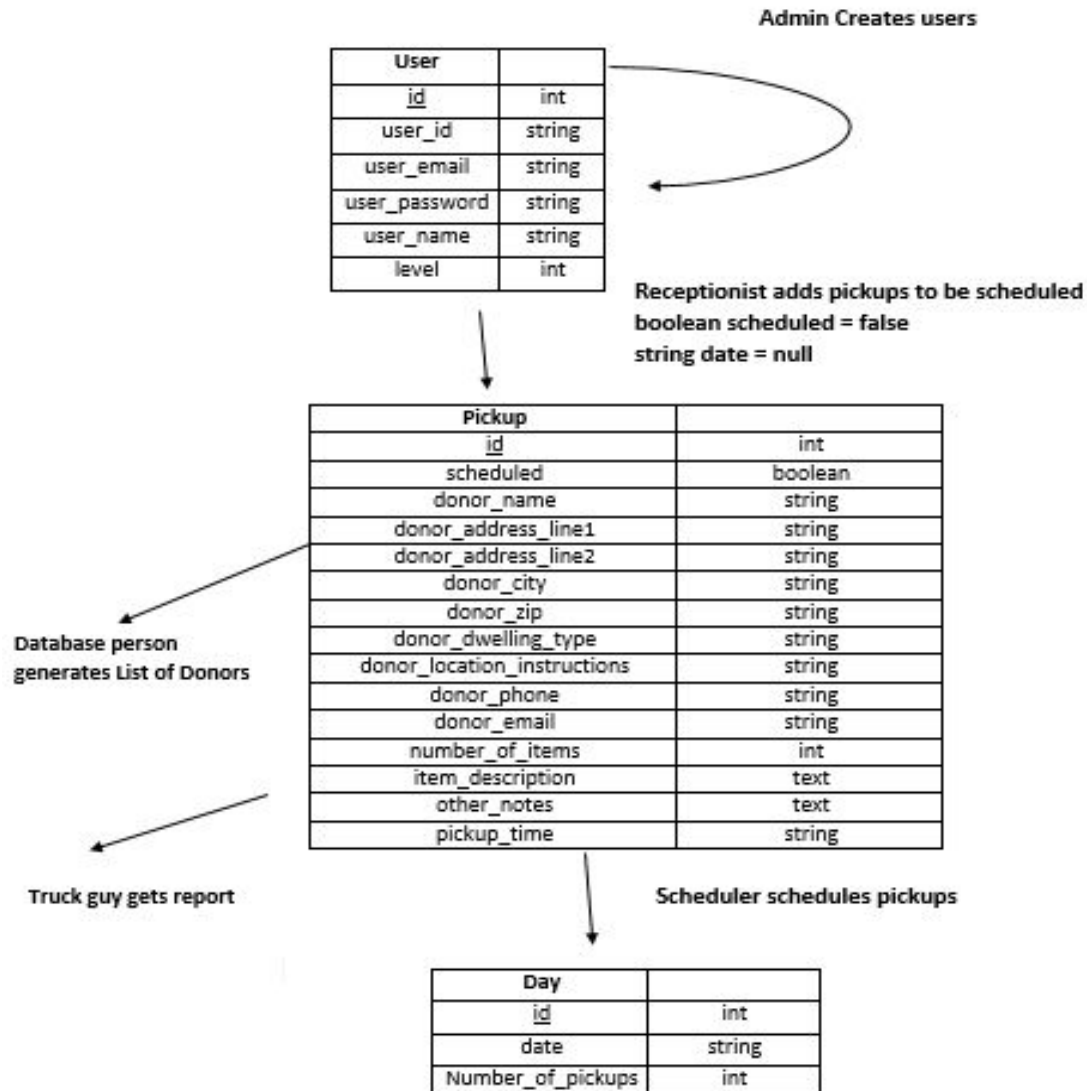 Admin Creates users
User
id int
user_id string
user_email string
user_password string
user_name string
level int
Receptionist adds pickups to be scheduled
boolean scheduled = false
string date = null
Pickup
id int
scheduled boolean
donor_name string
donor_address_line1 string
donor_address_line2 string
donor_city string
donor_zip string
donor_dwelling_type string
donor_location_instructions string
donor_phone string
donor_email string
number_of_items int
item_description text
other_notes text
pickup_time string
Database person
generates List of Donors
Truck guy gets report
Scheduler schedules pickups
Day
id int
date string
Number_of_pickups int